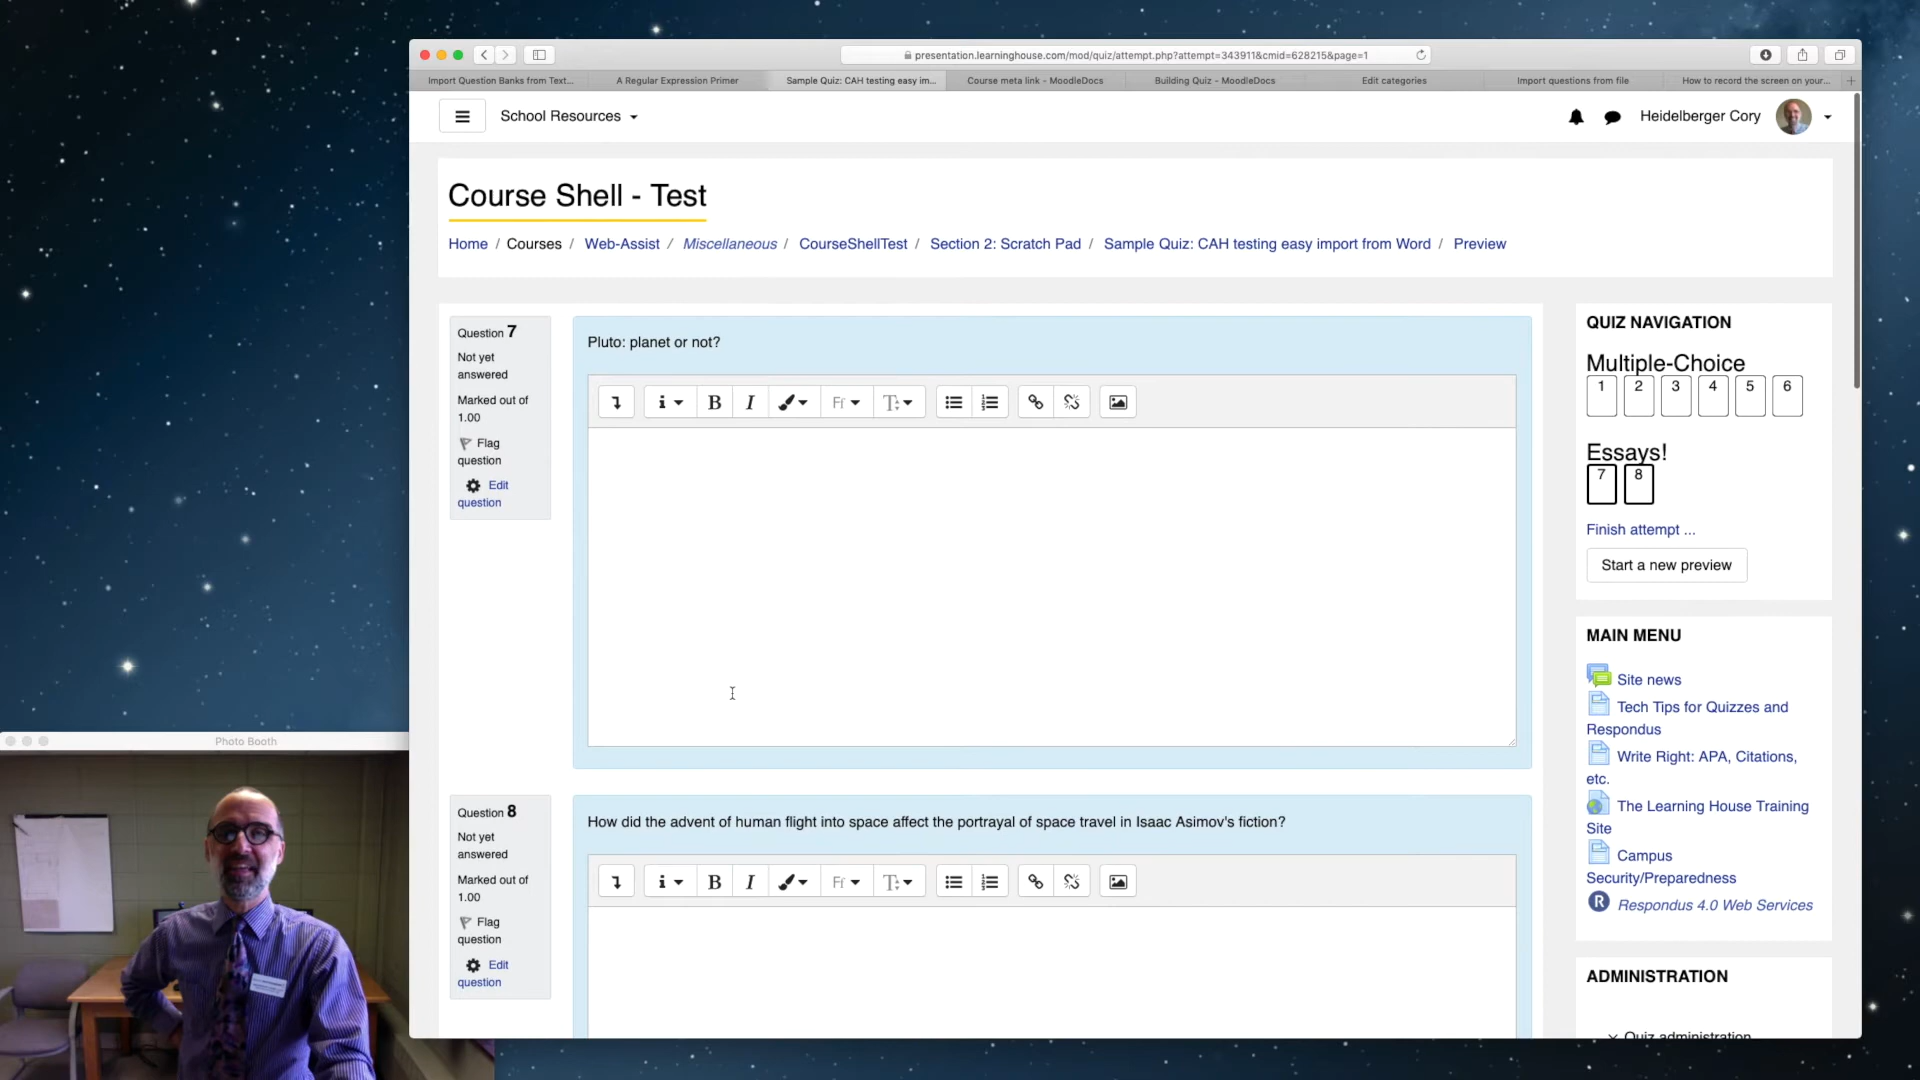 presentation.learninghouse.com/mod/quiz/attempt.php?attempt=343911&cmid=628215&page=1
Import Question Banks from Text...
A Regular Expression Primer
Sample Quiz: CAH testing easy im...
Course meta link - MoodleDocs
Building Quiz - MoodleDocs
Edit categories
Import questions from file
How to record the screen on your...
School Resources
Heidelberger Cory
Course Shell - Test
Home / Courses / Web-Assist / Miscellaneous / CourseShellTest / Section 2: Scratch Pad / Sample Quiz: CAH testing easy import from Word / Preview
Question 7
Not yet
answered
Marked out of
1.00
Flag
question
Edit
question
Pluto: planet or not?
Question 8
Not yet
answered
Marked out of
1.00
Flag
question
Edit
question
How did the advent of human flight into space affect the portrayal of space travel in Isaac Asimov's fiction?
QUIZ NAVIGATION
Multiple-Choice
1 2 3 4 5 6
Essays!
7 8
Finish attempt ...
Start a new preview
MAIN MENU
Site news
Tech Tips for Quizzes and
Respondus
Write Right: APA, Citations,
etc.
The Learning House Training
Site
Campus
Security/Preparedness
Respondus 4.0 Web Services
ADMINISTRATION
Quiz administration
Photo Booth